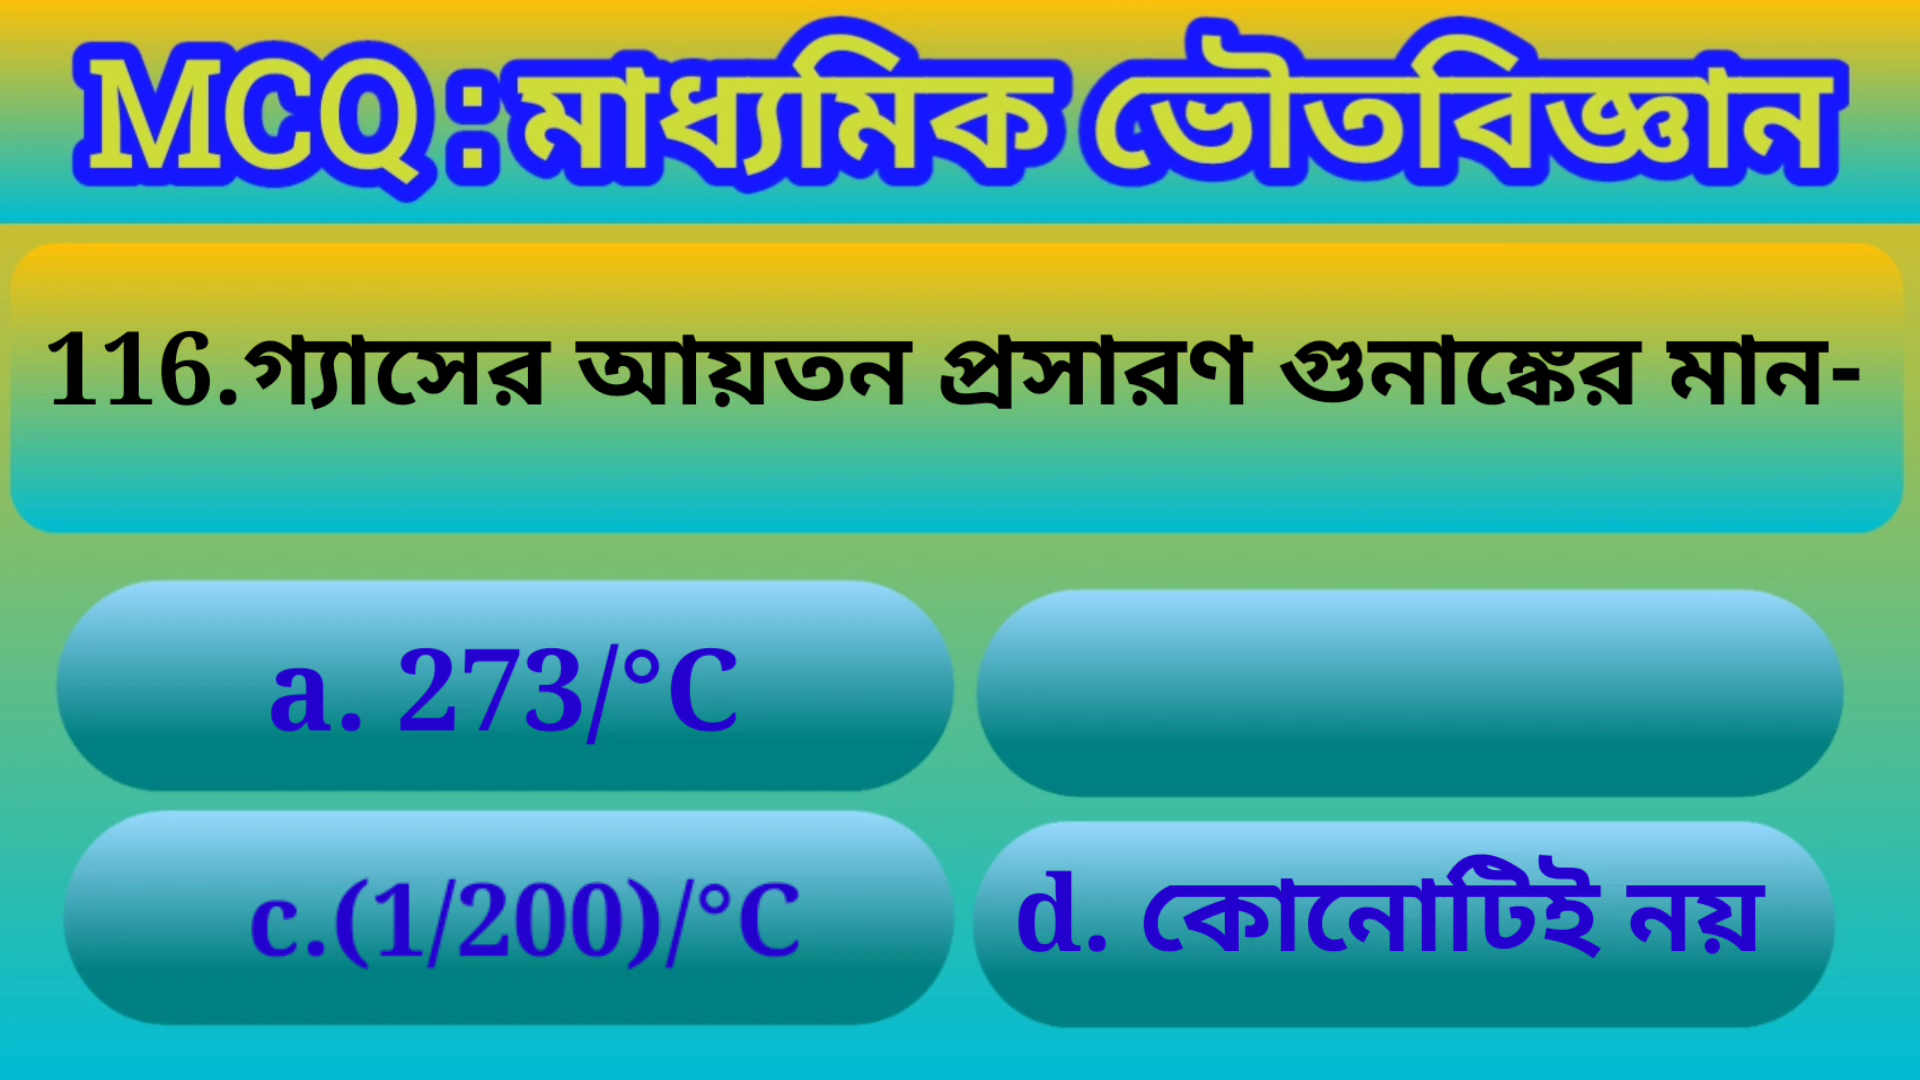 MCQ : মাধ্যমিক ভৌতবিজ্ঞান
116.গ্যাসের আয়তন প্রসারণ গুনাঙ্কের মান-
a. 273/°C
c.(1/200)/°C
d. কোনোটিই নয়